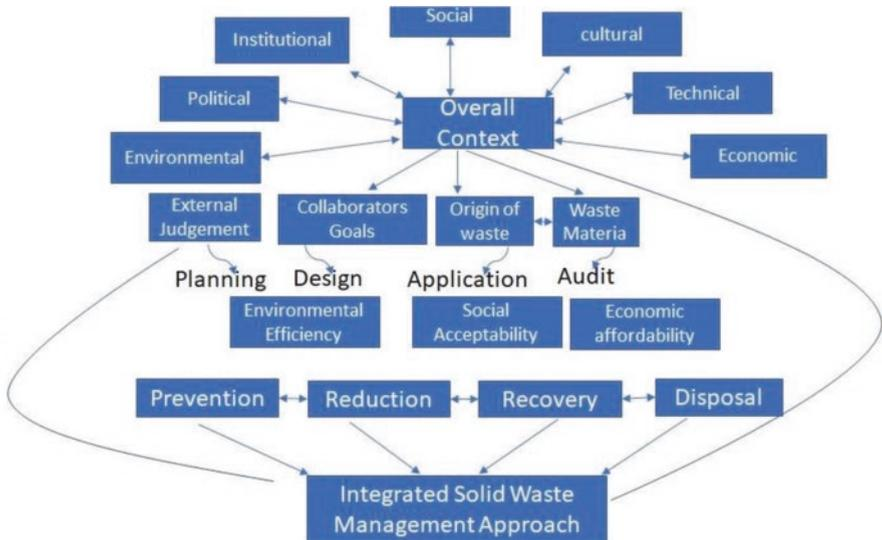 Social
Institutional
cultural
Political
Overall
Context
Technical
Environmental
Economic
External
Judgement
Collaborators
Goals
Origin of
waste
Waste
Materia
Planning
Design
Application
Audit
Environmental
Efficiency
Social
Acceptability
Economic
affordability
Prevention
Reduction
Recovery
Disposal
Integrated Solid Waste
Management Approach